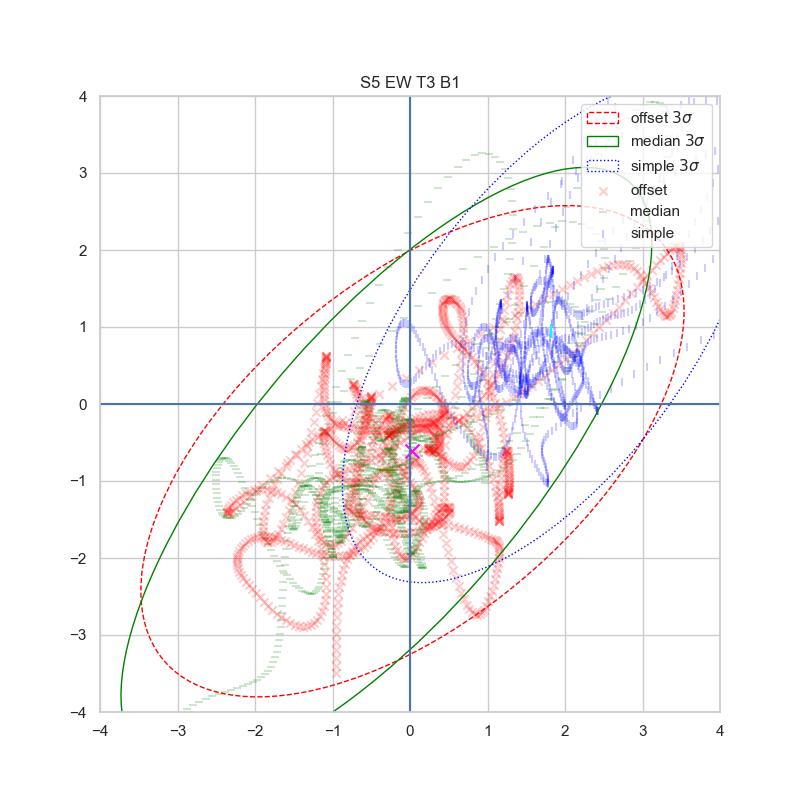 S5 EW T3 B1
4
3
2
1
0
−1
−2
−3
−4
offset 3σ
median 3σ
simple 3σ
offset
median
simple
−4 −3 −2 −1 0 1 2 3 4